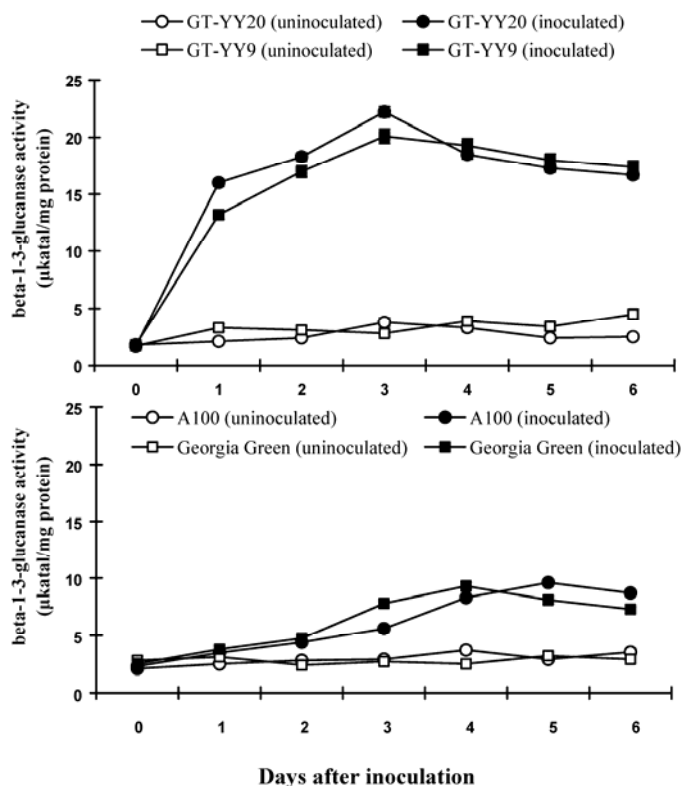 GT-YY20 (uninoculated) GT-YY20 (inoculated)
GT-YY9 (uninoculated) GT-YY9 (inoculated)
beta-1-3-glucanase activity
(μkatal/mg protein)
25
20
15
10
5
0
0 1 2 3 4 5 6
A100 (uninoculated) A100 (inoculated)
Georgia Green (uninoculated) Georgia Green (inoculated)
beta-1-3-glucanase activity
(μkatal/mg protein)
25
20
15
10
5
0
0 1 2 3 4 5 6
Days after inoculation